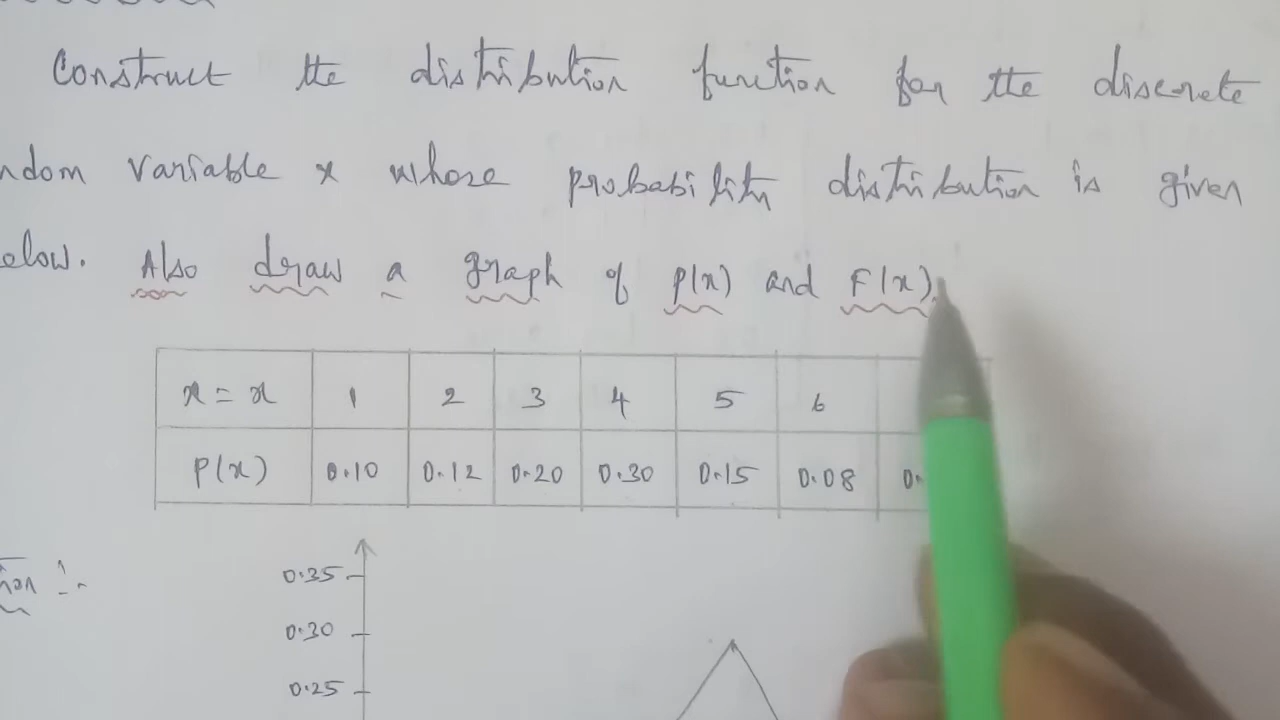 Construct the distribution function for the discrete
ndom variable x whose probability distribution is given
elow. Also draw a graph of P(x) and F(x).
x = x 1 2 3 4 5 6
P(x) 0.10 0.12 0.20 0.30 0.15 0.08 0.
ion :-
0.35
0.30
0.25